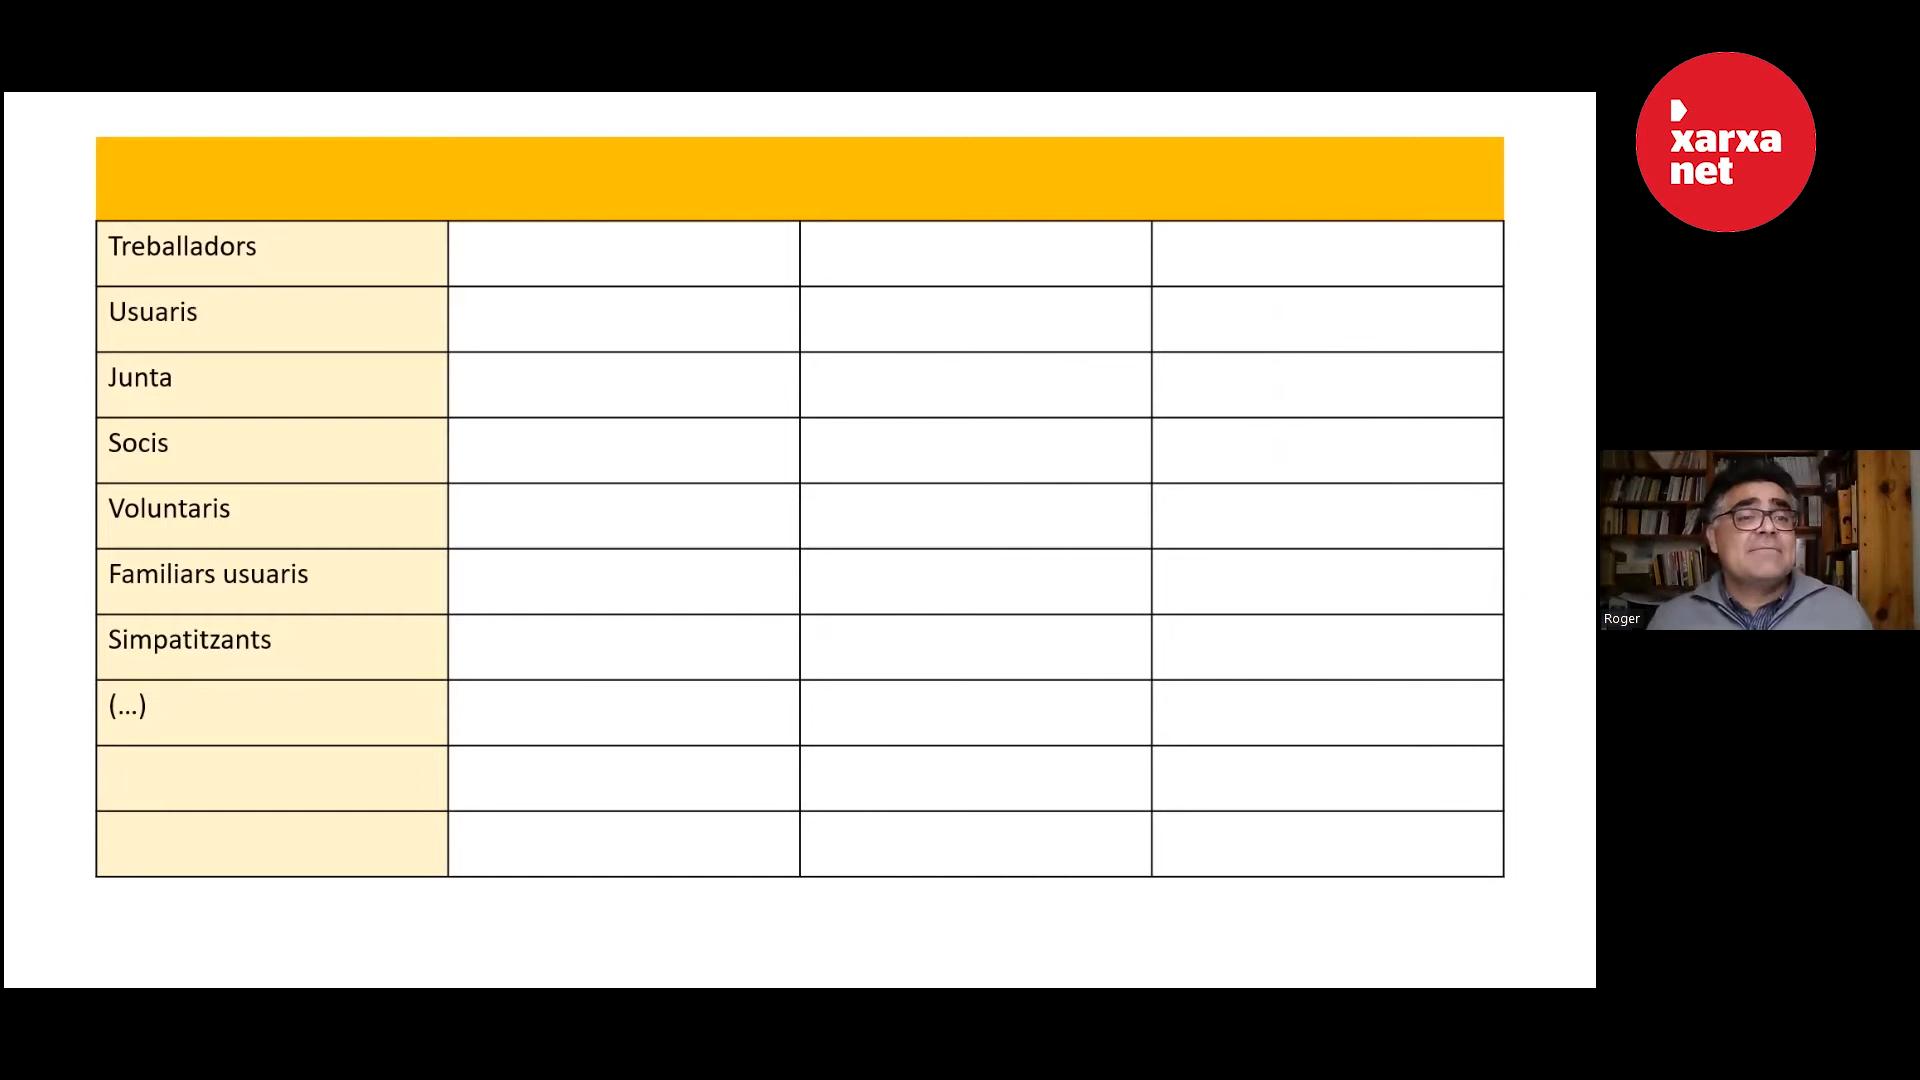 Treballadors
Usuaris
Junta
Socis
Voluntaris
Familiars usuaris
Simpatitzants
(...)
xarxa
net
Roger